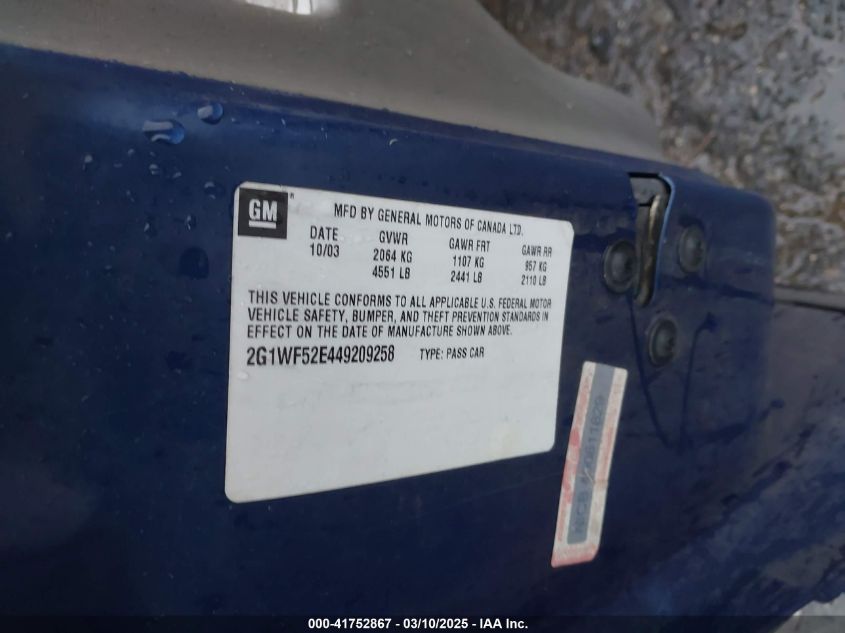 GM
MFD BY GENERAL MOTORS OF CANADA LTD.
DATE GVWR GAWR FRT GAWR RR
10/03 2064 KG 1107 KG 957 KG
4551 LB 2441 LB 2110 LB
THIS VEHICLE CONFORMS TO ALL APPLICABLE U.S. FEDERAL MOTOR
VEHICLE SAFETY, BUMPER, AND THEFT PREVENTION STANDARDS IN
EFFECT ON THE DATE OF MANUFACTURE SHOWN ABOVE.
2G1WF52E449209258 TYPE: PASS CAR
000-41752867 — 03/10/2025 — IAA Inc.